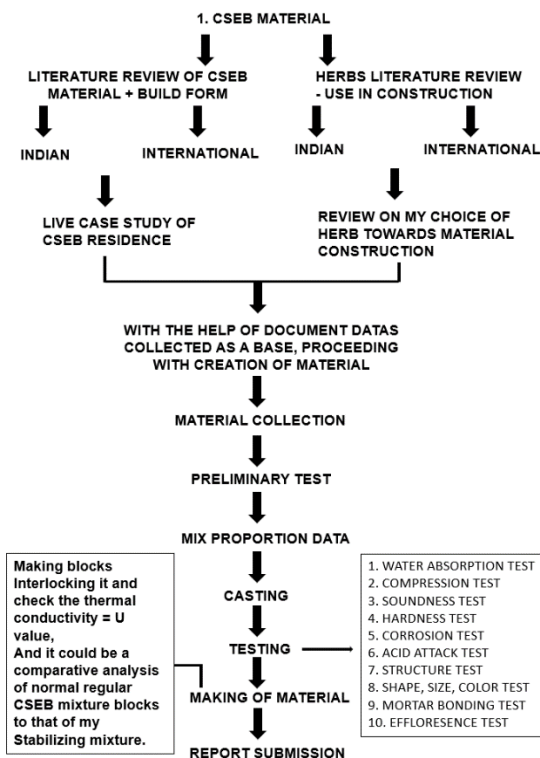 1. CSEB MATERIAL
LITERATURE REVIEW OF CSEB
MATERIAL + BUILD FORM
HERBS LITERATURE REVIEW
- USE IN CONSTRUCTION
INDIAN
INTERNATIONAL
INDIAN
INTERNATIONAL
LIVE CASE STUDY OF
CSEB RESIDENCE
REVIEW ON MY CHOICE OF
HERB TOWARDS MATERIAL
CONSTRUCTION
WITH THE HELP OF DOCUMENT DATAS
COLLECTED AS A BASE, PROCEEDING
WITH CREATION OF MATERIAL
MATERIAL COLLECTION
PRELIMINARY TEST
MIX PROPORTION DATA
CASTING
TESTING
MAKING OF MATERIAL
REPORT SUBMISSION
Making blocks
Interlocking it and
check the thermal
conductivity = U
value,
And it could be a
comparative analysis
of normal regular
CSEB mixture blocks
to that of my
Stabilizing mixture.
1. WATER ABSORPTION TEST
2. COMPRESSION TEST
3. SOUNDNESS TEST
4. HARDNESS TEST
5. CORROSION TEST
6. ACID ATTACK TEST
7. STRUCTURE TEST
8. SHAPE, SIZE, COLOR TEST
9. MORTAR BONDING TEST
10. EFFLORESENCE TEST